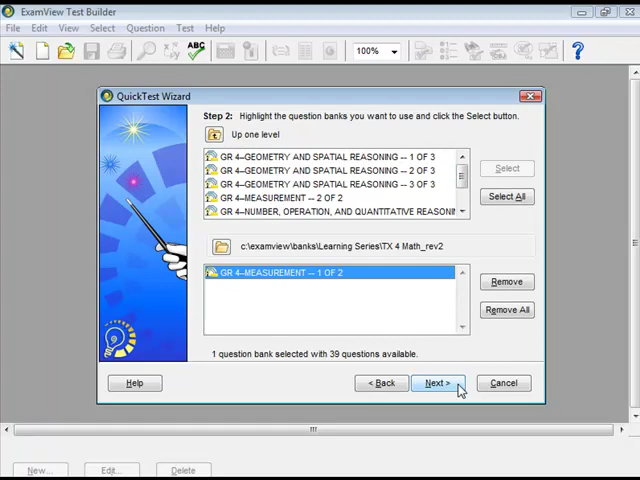 ExamView Test Builder
File Edit View Select Question Test Help
ABC 100% ?
QuickTest Wizard
Step 2: Highlight the question banks you want to use and click the Select button.
Up one level
GR 4--GEOMETRY AND SPATIAL REASONING -- 1 OF 3
GR 4--GEOMETRY AND SPATIAL REASONING -- 2 OF 3
GR 4--GEOMETRY AND SPATIAL REASONING -- 3 OF 3
GR 4--MEASUREMENT -- 2 OF 2
GR 4--NUMBER, OPERATION, AND QUANTITATIVE REASONIN
Select
Select All
c:\examview\banks\Learning Series\TX 4 Math_rev2
GR 4--MEASUREMENT -- 1 OF 2
Remove
Remove All
1 question bank selected with 39 questions available.
Help < Back Next > Cancel
New... Edit... Delete